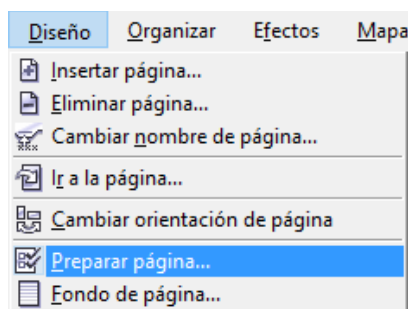 Diseño Organizar Efectos Mapa
Insertar página...
Eliminar página...
Cambiar nombre de página...
Ir a la página...
Cambiar orientación de página
Preparar página...
Fondo de página...